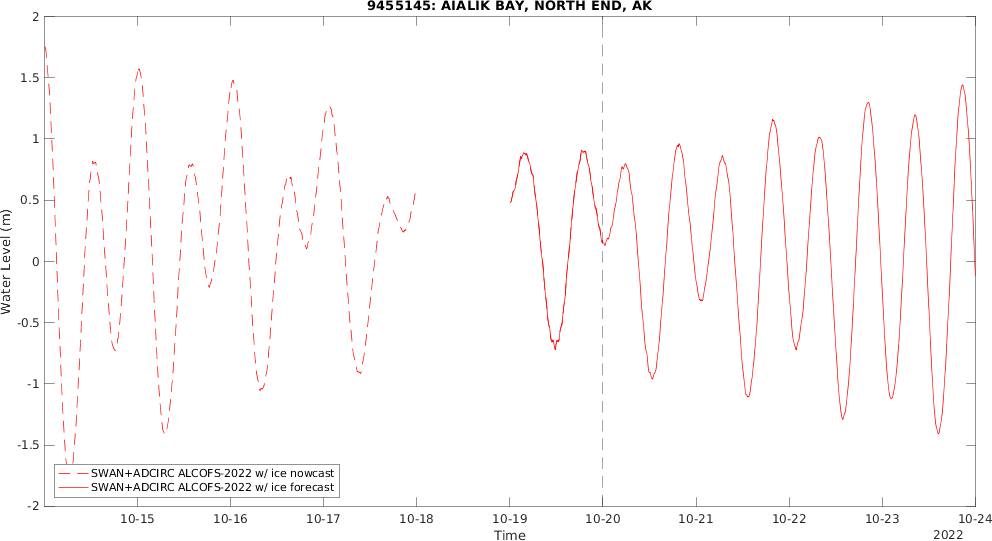 9455145: AIALIK BAY, NORTH END, AK
2
1.5
1
0.5
0
-0.5
-1
-1.5
-2
Water Level (m)
SWAN+ADCIRC ALCOFS-2022 w/ ice nowcast
SWAN+ADCIRC ALCOFS-2022 w/ ice forecast
10-15 10-16 10-17 10-18 10-19 10-20 10-21 10-22 10-23 10-24
Time
2022